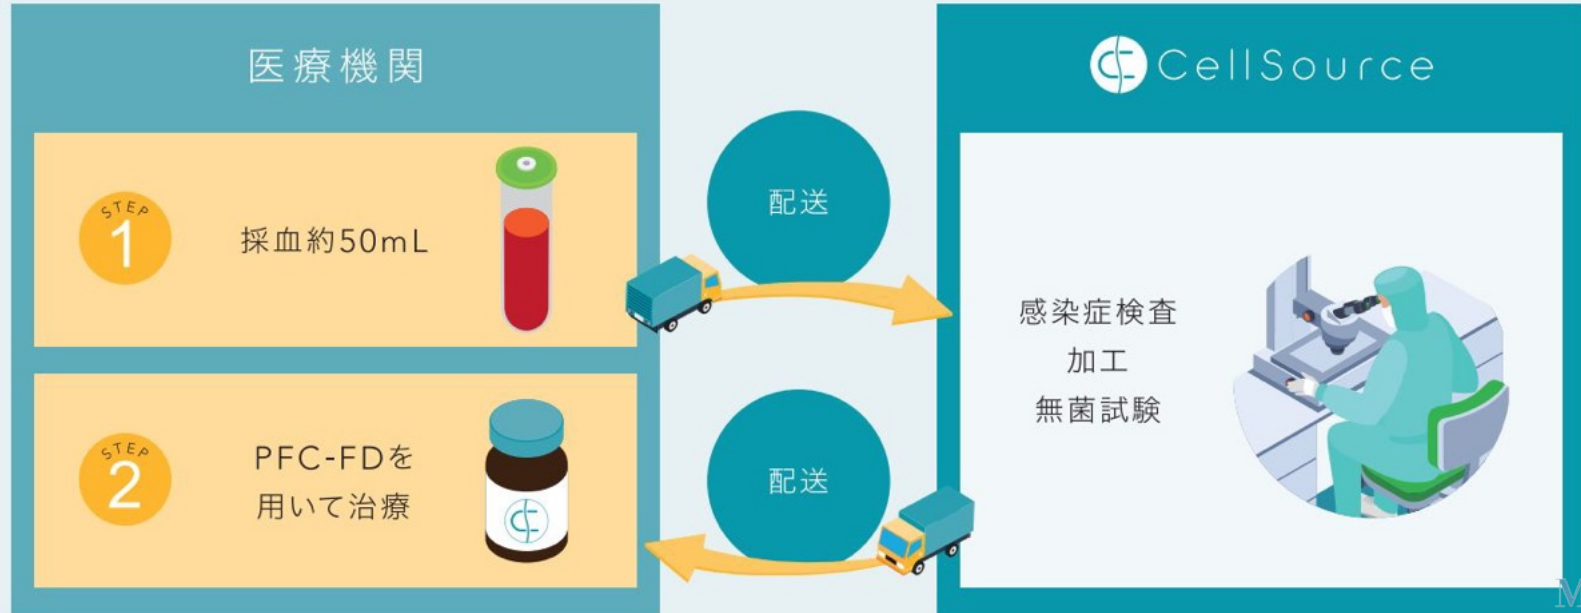 医療機関
STEP
1
採血約50mL
STEP
2
PFC-FDを
用いて治療
配送
配送
CellSource
感染症検査
加工
無菌試験
M